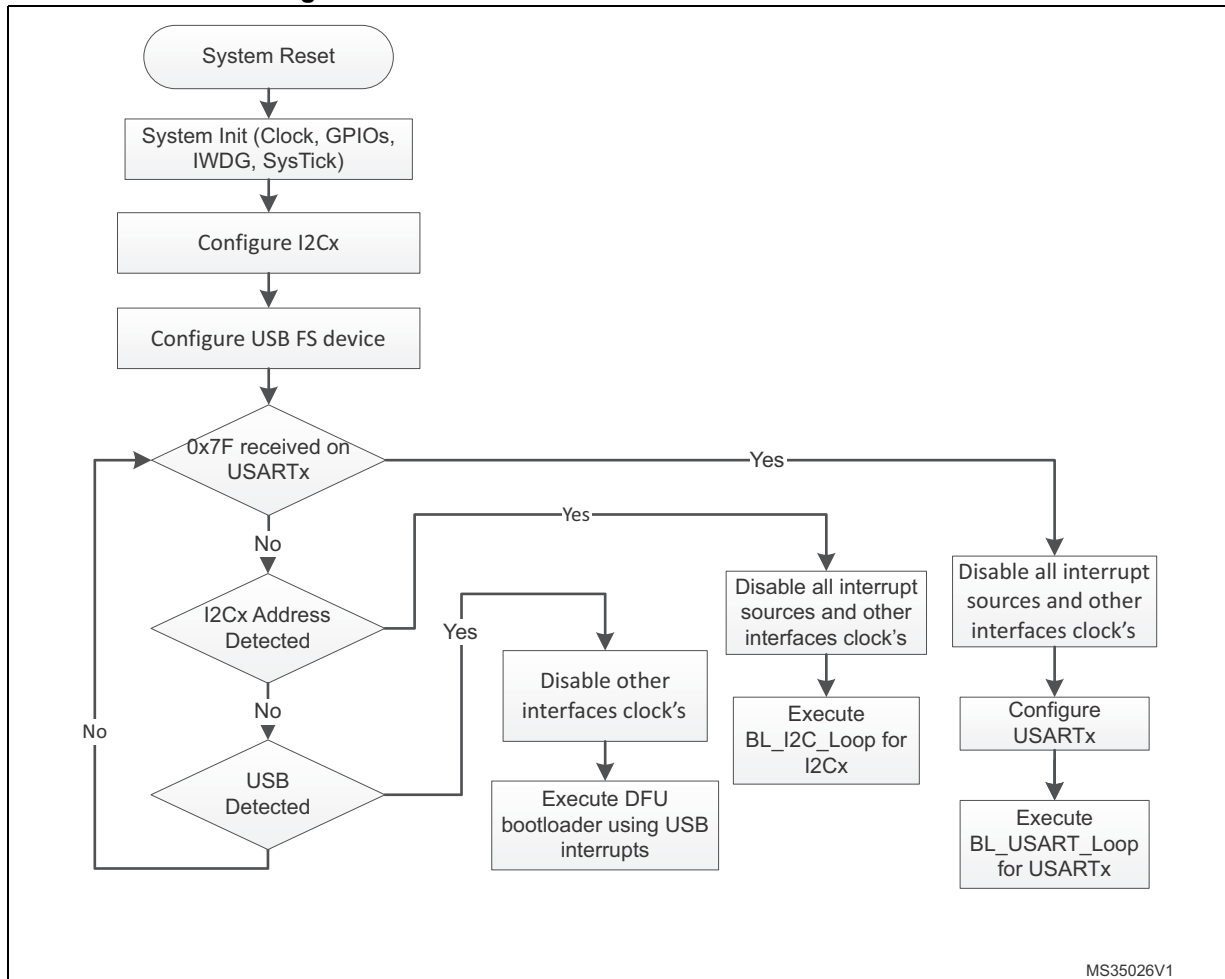 System Reset
System Init (Clock, GPIOs,
IWDG, SysTick)
Configure I2Cx
Configure USB FS device
0x7F received on
USARTx
Yes
No
Yes
I2Cx Address
Detected
Yes
Disable all interrupt
sources and other
interfaces clock's
Disable all interrupt
sources and other
interfaces clock's
No
No
Disable other
interfaces clock's
Execute
BL_I2C_Loop for
I2Cx
Configure
USARTx
USB
Detected
Execute DFU
bootloader using USB
interrupts
Execute
BL_USART_Loop
for USARTx
MS35026V1